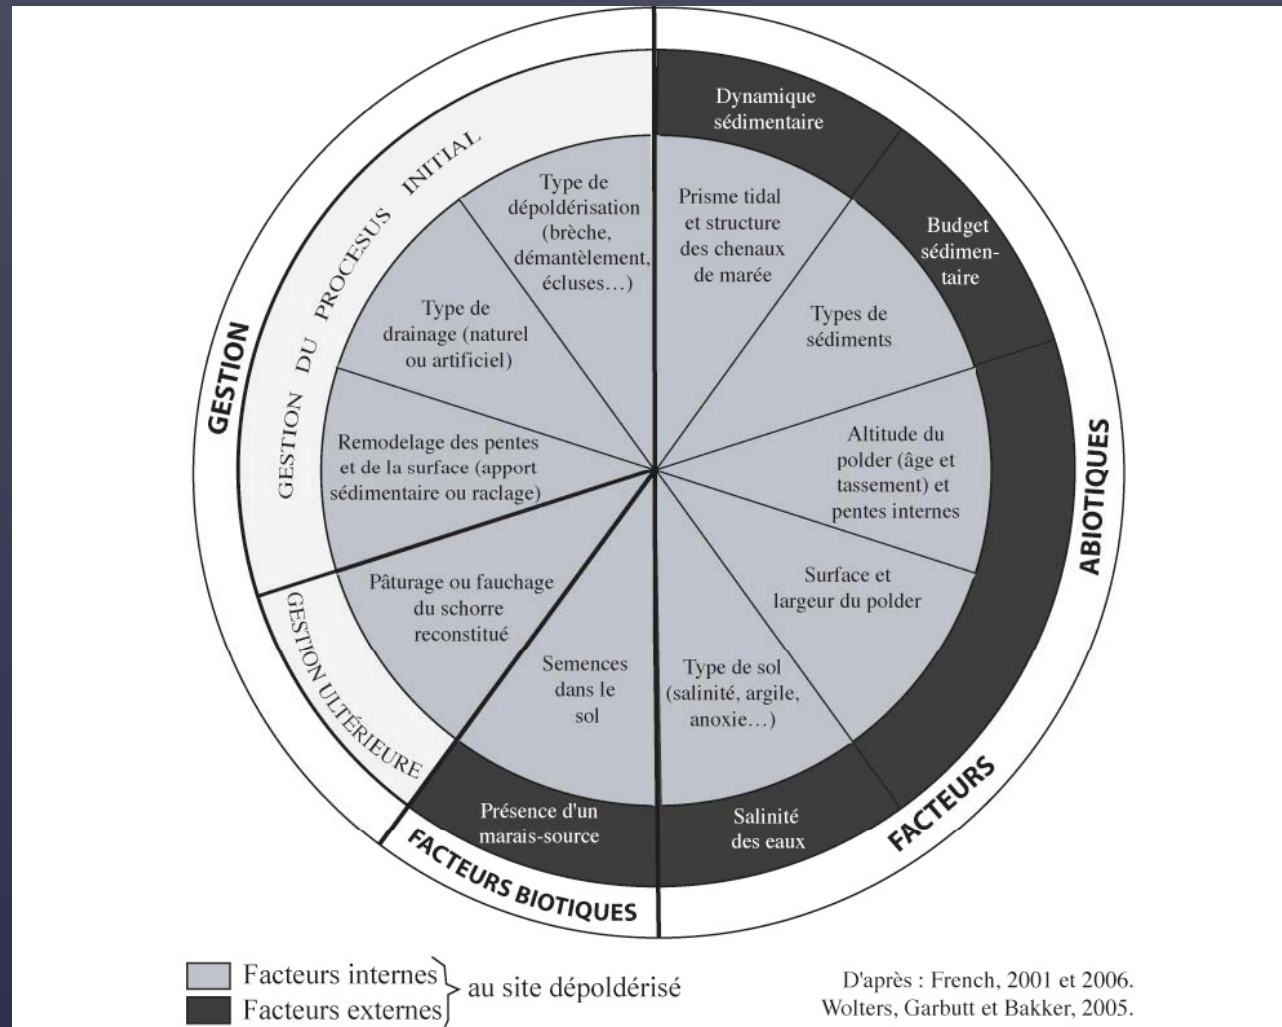 Dynamique
sédimentaire
Budget
sédimen-
taire
GESTION DU PROCESUS INITIAL
Type de
dépoldérisation
(brèche,
démantèlement,
écluses…)
Prisme tidal
et structure
des chenaux
de marée
Type de
drainage (naturel
ou artificiel)
Types de
sédiments
GESTION
Remodelage des pentes
et de la surface (apport
sédimentaire ou raclage)
Altitude du
polder (âge et
tassement) et
pentes internes
ABIOTIQUES
Pâturage ou fauchage
du schorre
reconstitué
Surface et
largeur du polder
GESTION ULTÉRIEURE
Semences
dans le
sol
Type de sol
(salinité, argile,
anoxie…)
Présence d'un
marais-source
Salinité
des eaux
FACTEURS
FACTEURS BIOTIQUES
Facteurs internes
Facteurs externes
au site dépoldérisé
D'après : French, 2001 et 2006.
Wolters, Garbutt et Bakker, 2005.